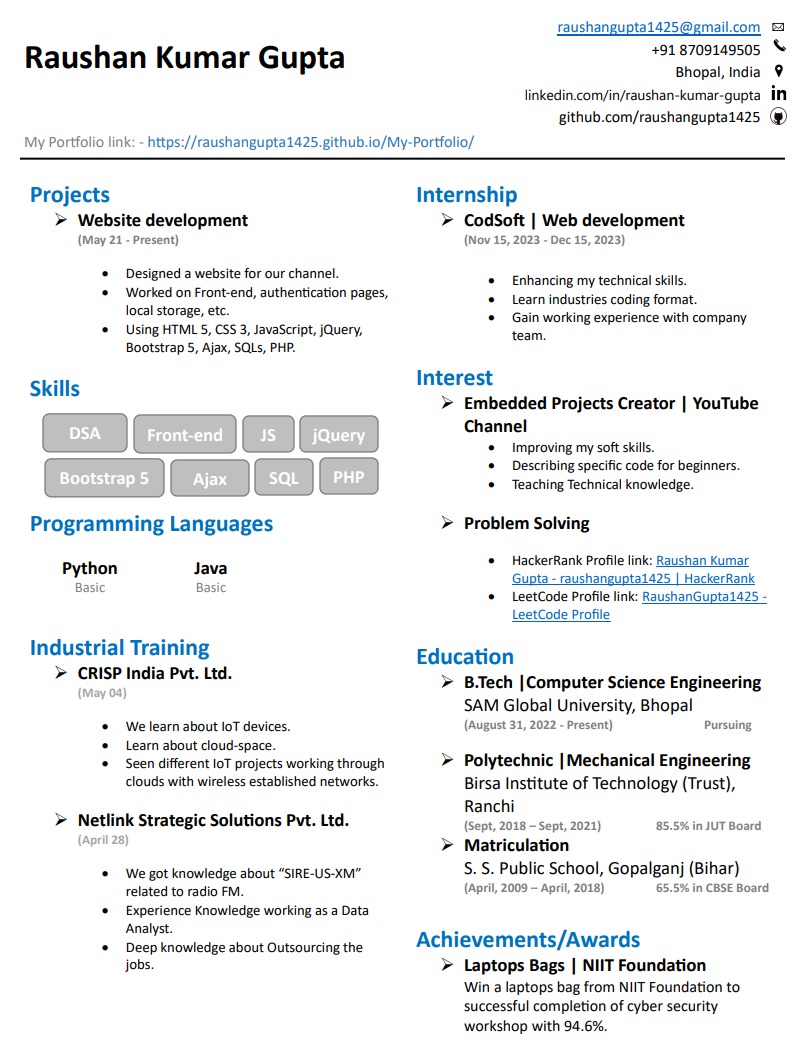 Raushan Kumar Gupta
raushangupta1425@gmail.com
+91 8709149505
Bhopal, India
linkedin.com/in/raushan-kumar-gupta
in
github.com/raushangupta1425
My Portfolio link: - https://raushangupta1425.github.io/My-Portfolio/
Projects
➢ Website development
(May 21 - Present)
• Designed a website for our channel.
• Worked on Front-end, authentication pages,
local storage, etc.
• Using HTML 5, CSS 3, JavaScript, jQuery,
Bootstrap 5, Ajax, SQLs, PHP.
Skills
DSA Front-end JS jQuery
Bootstrap 5 Ajax SQL PHP
Programming Languages
Python Java
Basic Basic
Industrial Training
➢ CRISP India Pvt. Ltd.
(May 04)
• We learn about IoT devices.
• Learn about cloud-space.
• Seen different IoT projects working through
clouds with wireless established networks.
➢ Netlink Strategic Solutions Pvt. Ltd.
(April 28)
• We got knowledge about “SIRE-US-XM”
related to radio FM.
• Experience Knowledge working as a Data
Analyst.
• Deep knowledge about Outsourcing the
jobs.
Internship
➢ CodSoft | Web development
(Nov 15, 2023 - Dec 15, 2023)
• Enhancing my technical skills.
• Learn industries coding format.
• Gain working experience with company
team.
Interest
➢ Embedded Projects Creator | YouTube
Channel
• Improving my soft skills.
• Describing specific code for beginners.
• Teaching Technical knowledge.
➢ Problem Solving
• HackerRank Profile link: Raushan Kumar
Gupta - raushangupta1425 | HackerRank
• LeetCode Profile link: RaushanGupta1425 -
LeetCode Profile
Education
➢ B.Tech |Computer Science Engineering
SAM Global University, Bhopal
(August 31, 2022 - Present) Pursuing
➢ Polytechnic |Mechanical Engineering
Birsa Institute of Technology (Trust),
Ranchi
(Sept, 2018 – Sept, 2021) 85.5% in JUT Board
➢ Matriculation
S. S. Public School, Gopalganj (Bihar)
(April, 2009 – April, 2018) 65.5% in CBSE Board
Achievements/Awards
➢ Laptops Bags | NIIT Foundation
Win a laptops bag from NIIT Foundation to
successful completion of cyber security
workshop with 94.6%.